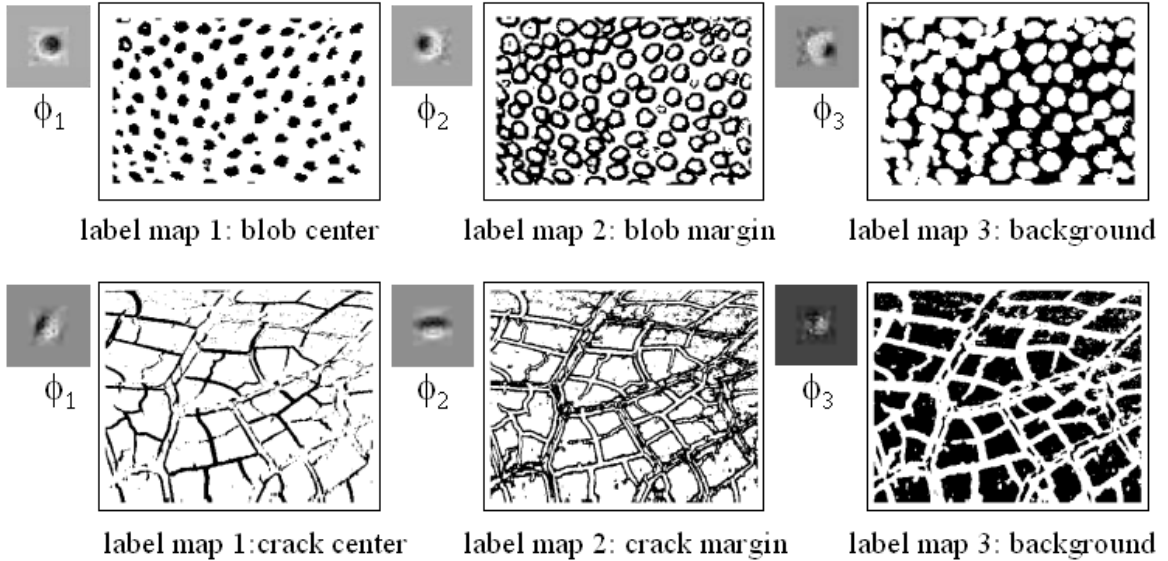 ϕ1
ϕ2
ϕ3
label map 1: blob center
label map 2: blob margin
label map 3: background
ϕ1
ϕ2
ϕ3
label map 1:crack center
label map 2: crack margin
label map 3: background